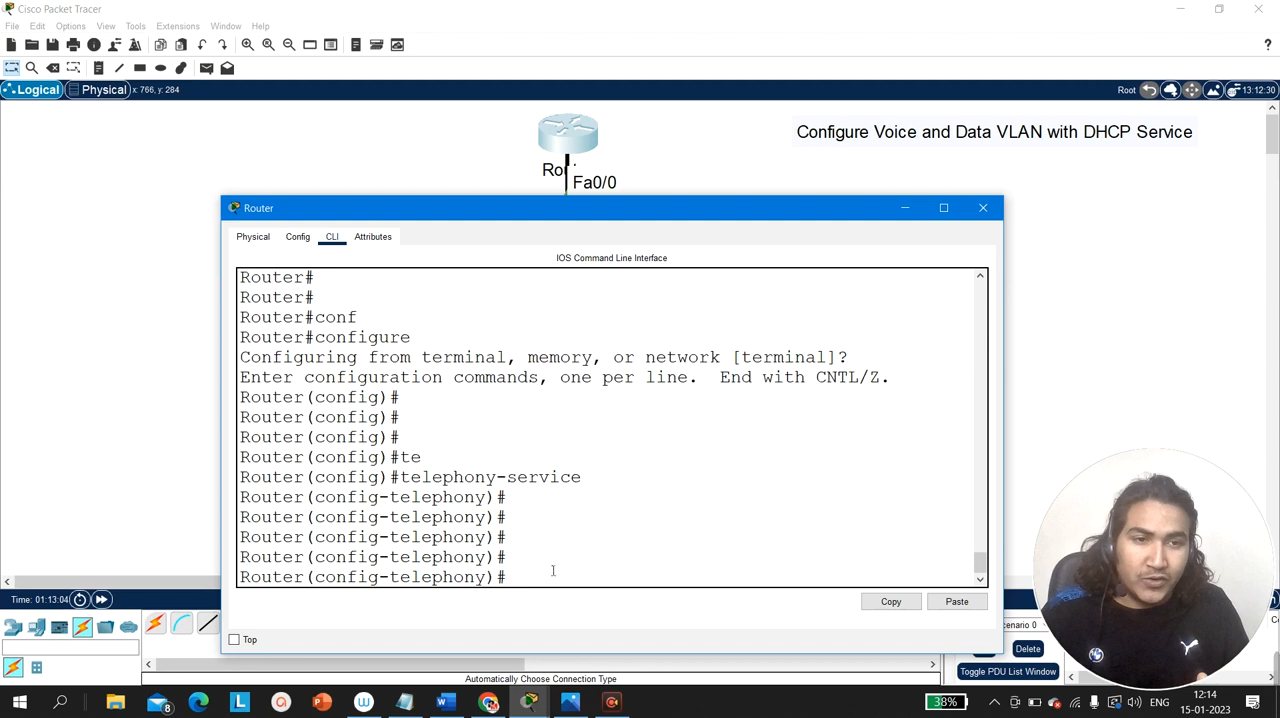 Cisco Packet Tracer
File Edit Options View Tools Extensions Window Help
Logical Physical x: 766, y: 284 Root 13:12:30
Configure Voice and Data VLAN with DHCP Service
Fa0/0
Router
Physical Config CLI Attributes
IOS Command Line Interface
Router#
Router#
Router#conf
Router#configure
Configuring from terminal, memory, or network [terminal]?
Enter configuration commands, one per line. End with CNTL/Z.
Router(config)#
Router(config)#
Router(config)#
Router(config)#te
Router(config)#telephony-service
Router(config-telephony)#
Router(config-telephony)#
Router(config-telephony)#
Router(config-telephony)#
Router(config-telephony)#
Copy Paste
Time: 01:13:04
Top
cenario 0
Delete
Toggle PDU List Window
Automatically Choose Connection Type
38% ENG 12:14
15-01-2023